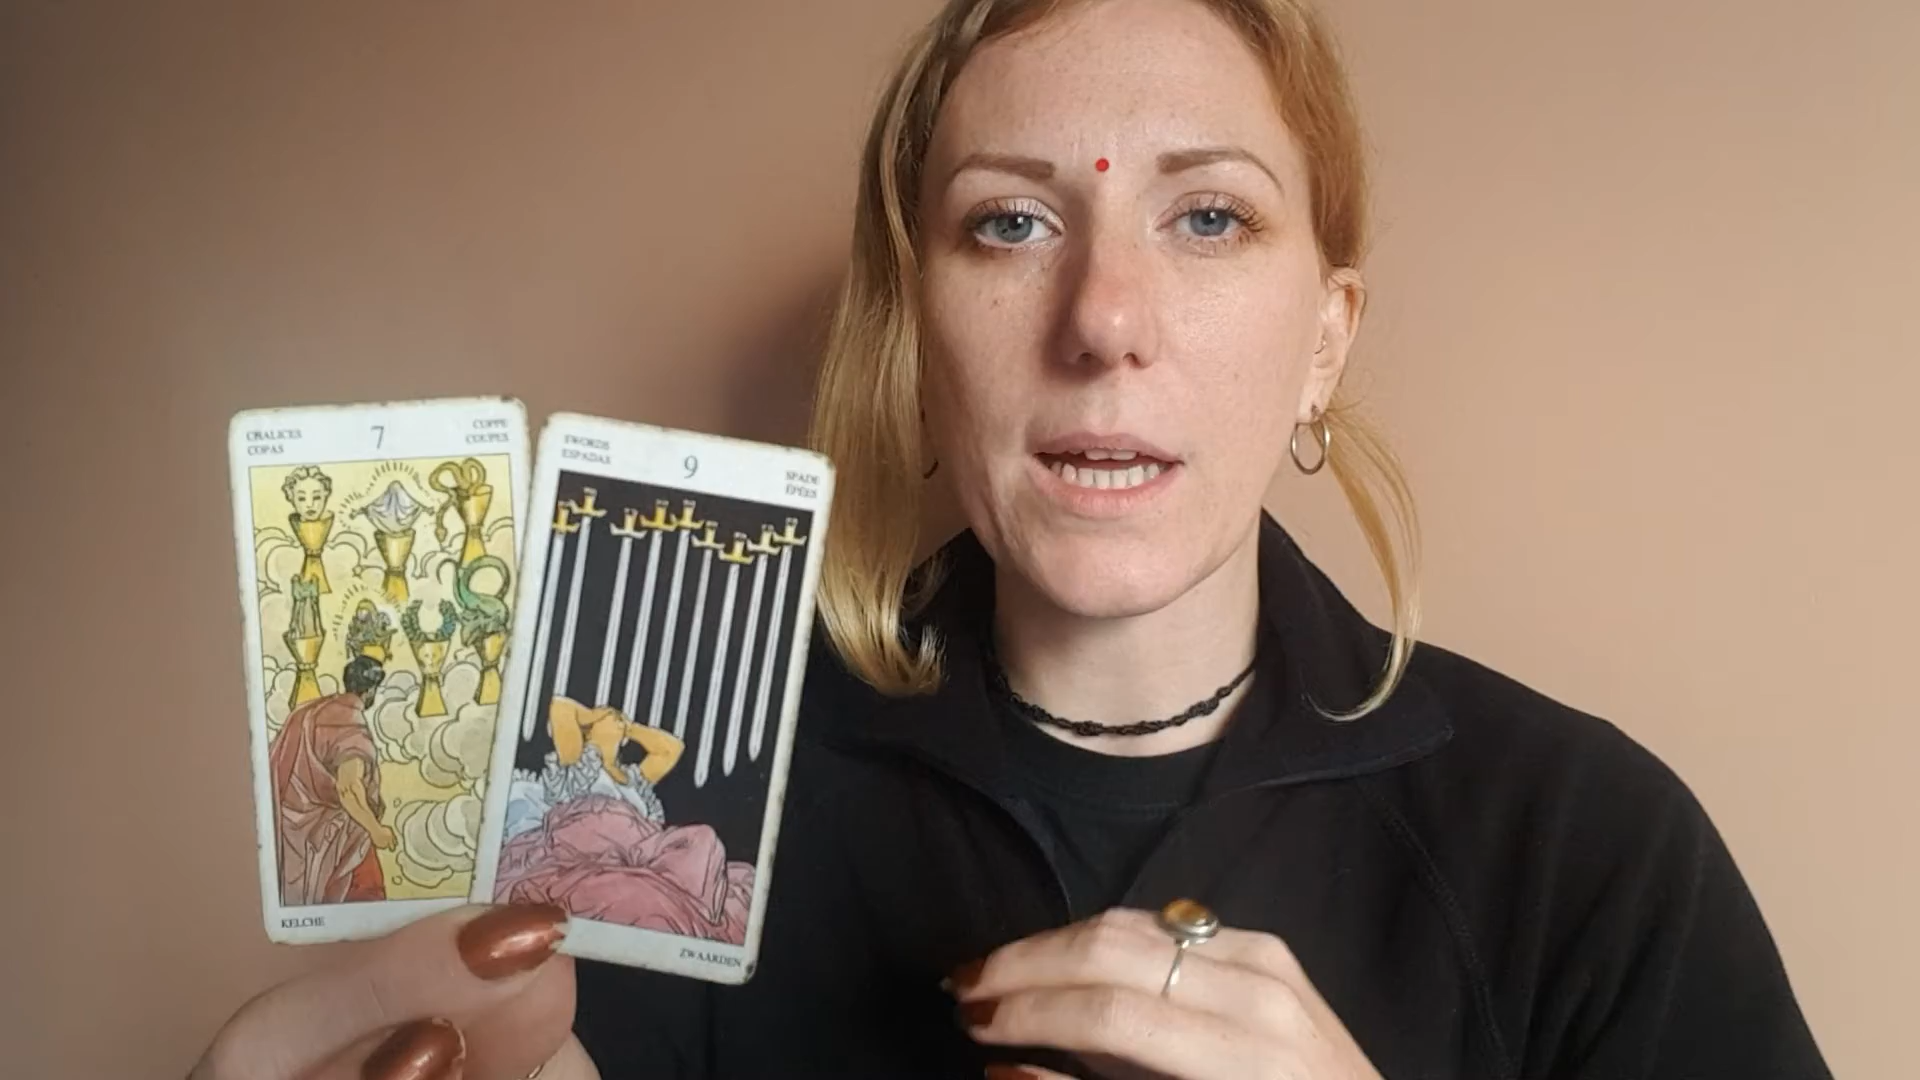 CHALICES
COPAS
7
COPPE
COUPES
KELCHE
SWORDS
ESPADAS
9
SPADE
ÉPÉES
ZWAARDEN